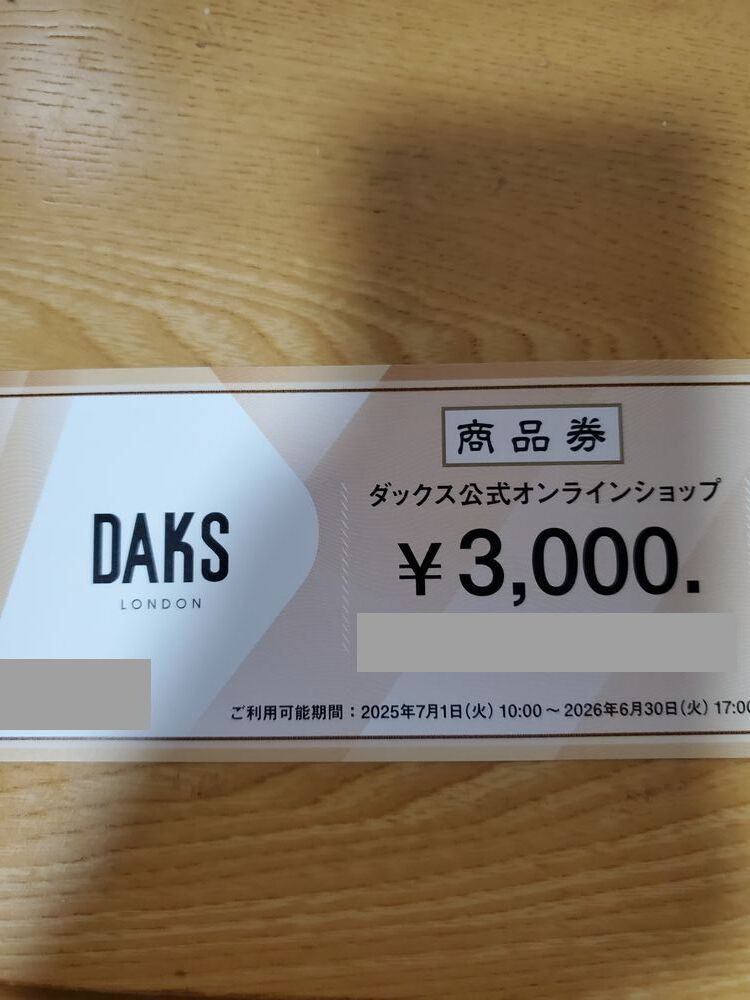 商品券
ダックス公式オンラインショップ
¥3,000.
DAKS
LONDON
ご利用可能期間：2025年7月1日(火) 10:00～2026年6月30日(火) 17:00